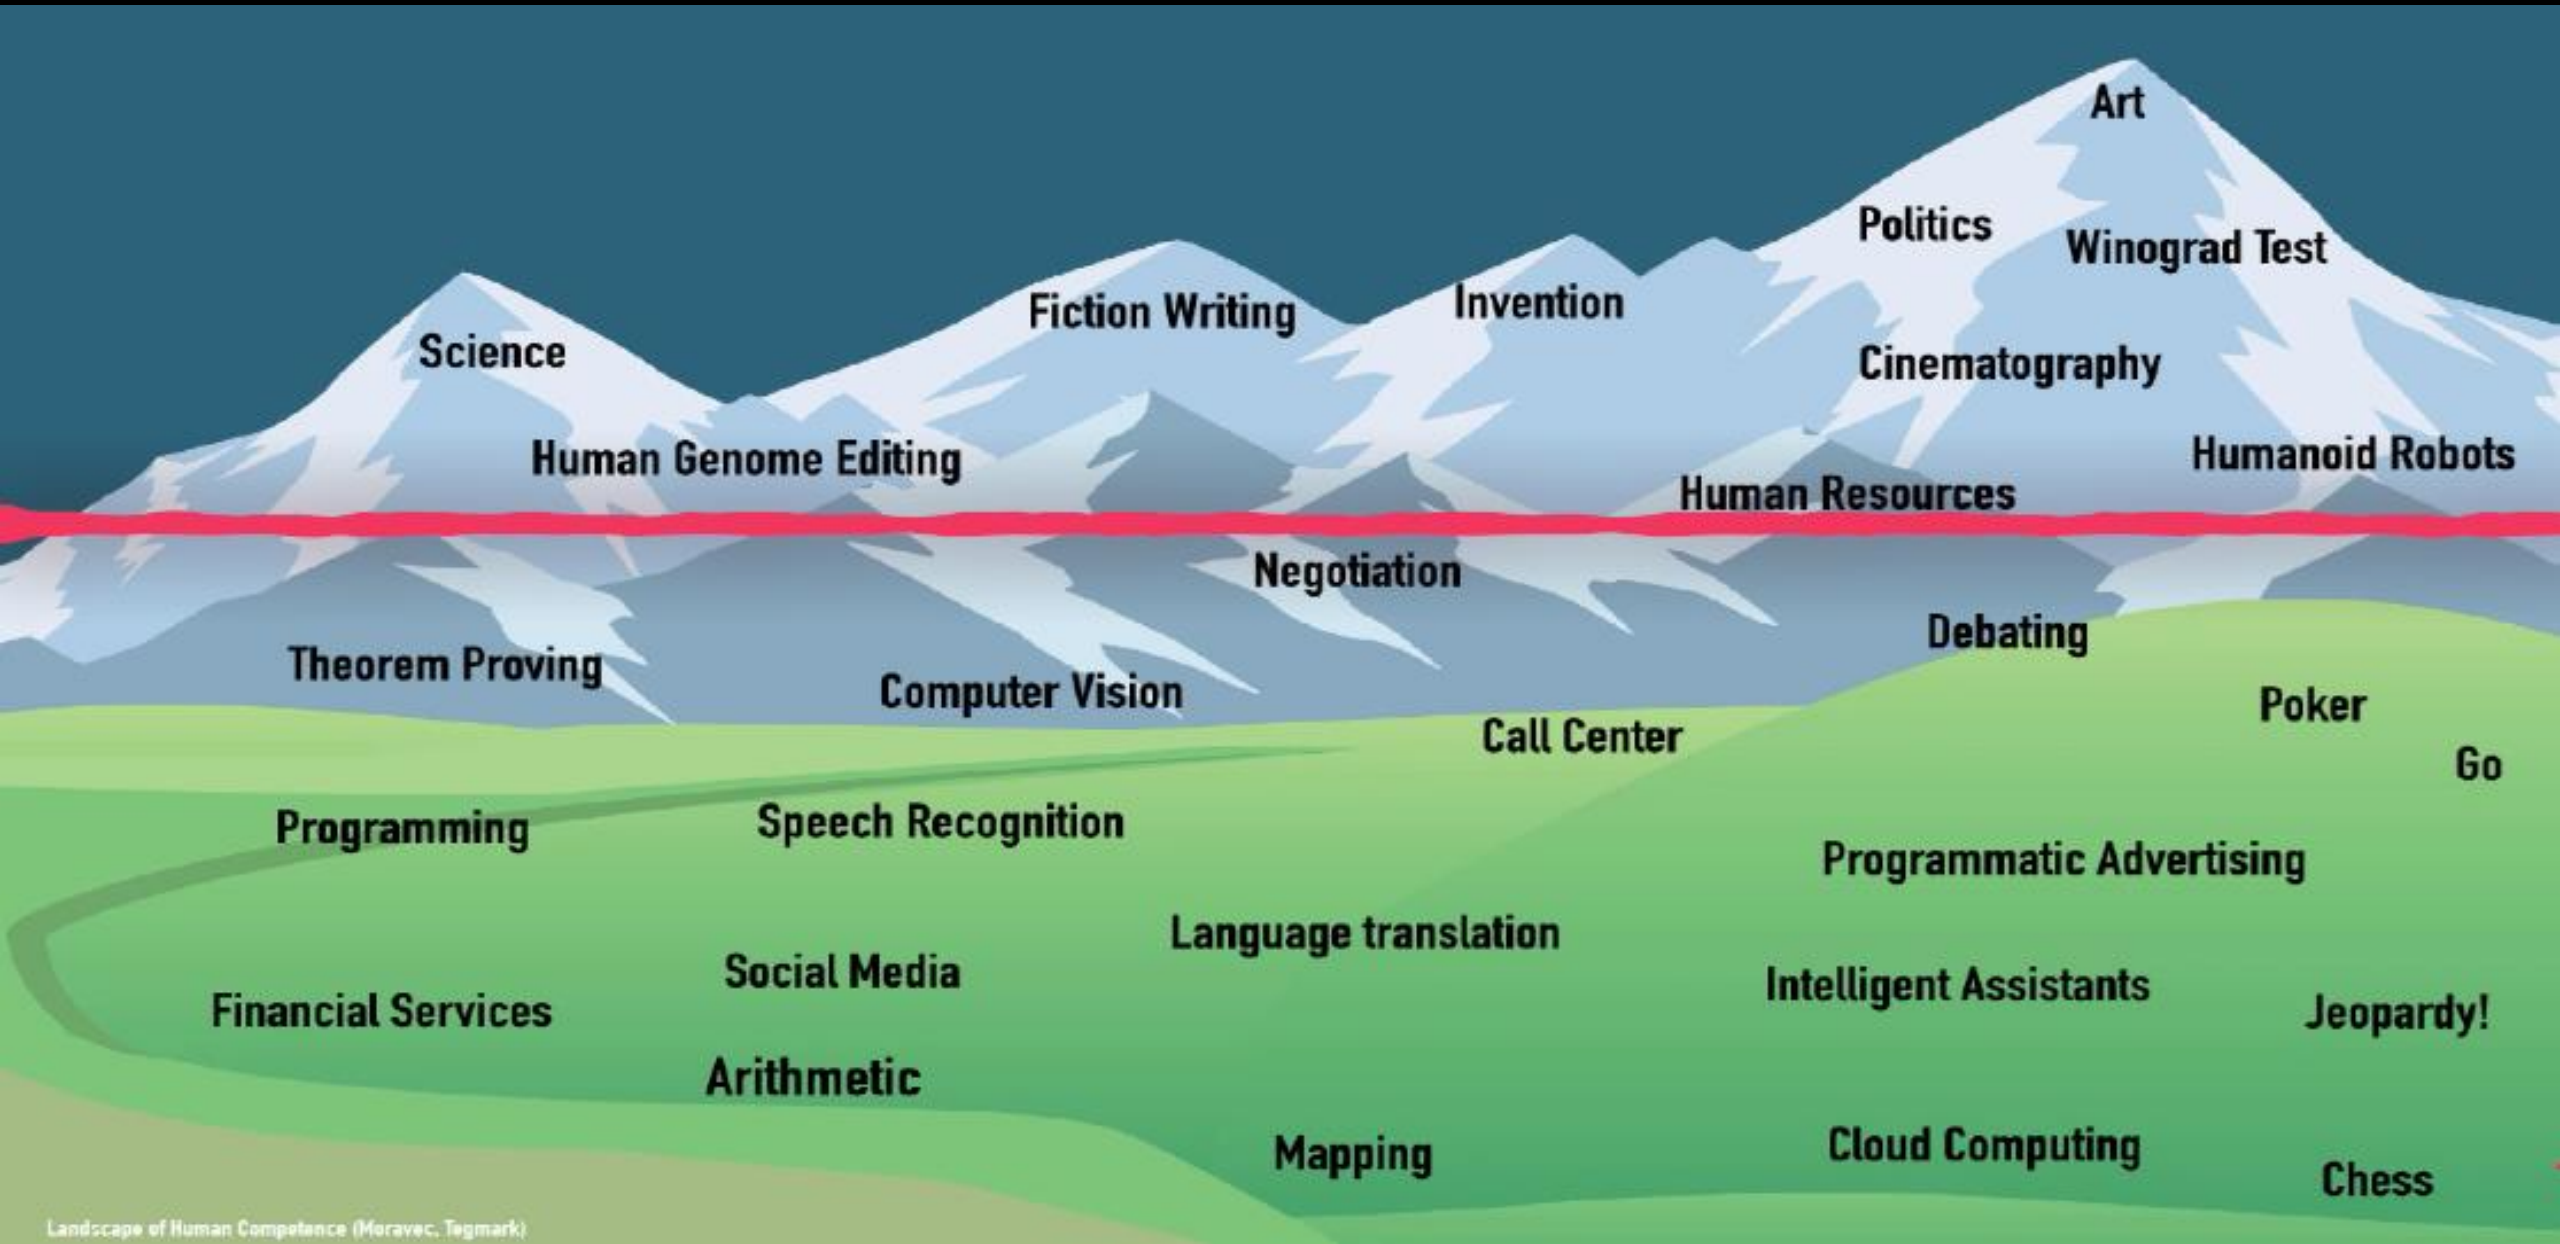 Art
Politics
Winograd Test
Invention
Fiction Writing
Science
Cinematography
Humanoid Robots
Human Genome Editing
Human Resources
Negotiation
Debating
Theorem Proving
Computer Vision
Poker
Call Center
Go
Speech Recognition
Programming
Programmatic Advertising
Language translation
Social Media
Intelligent Assistants
Financial Services
Jeopardy!
Arithmetic
Cloud Computing
Mapping
Chess
Landscape of Human Competence (Moravec, Tegmark)